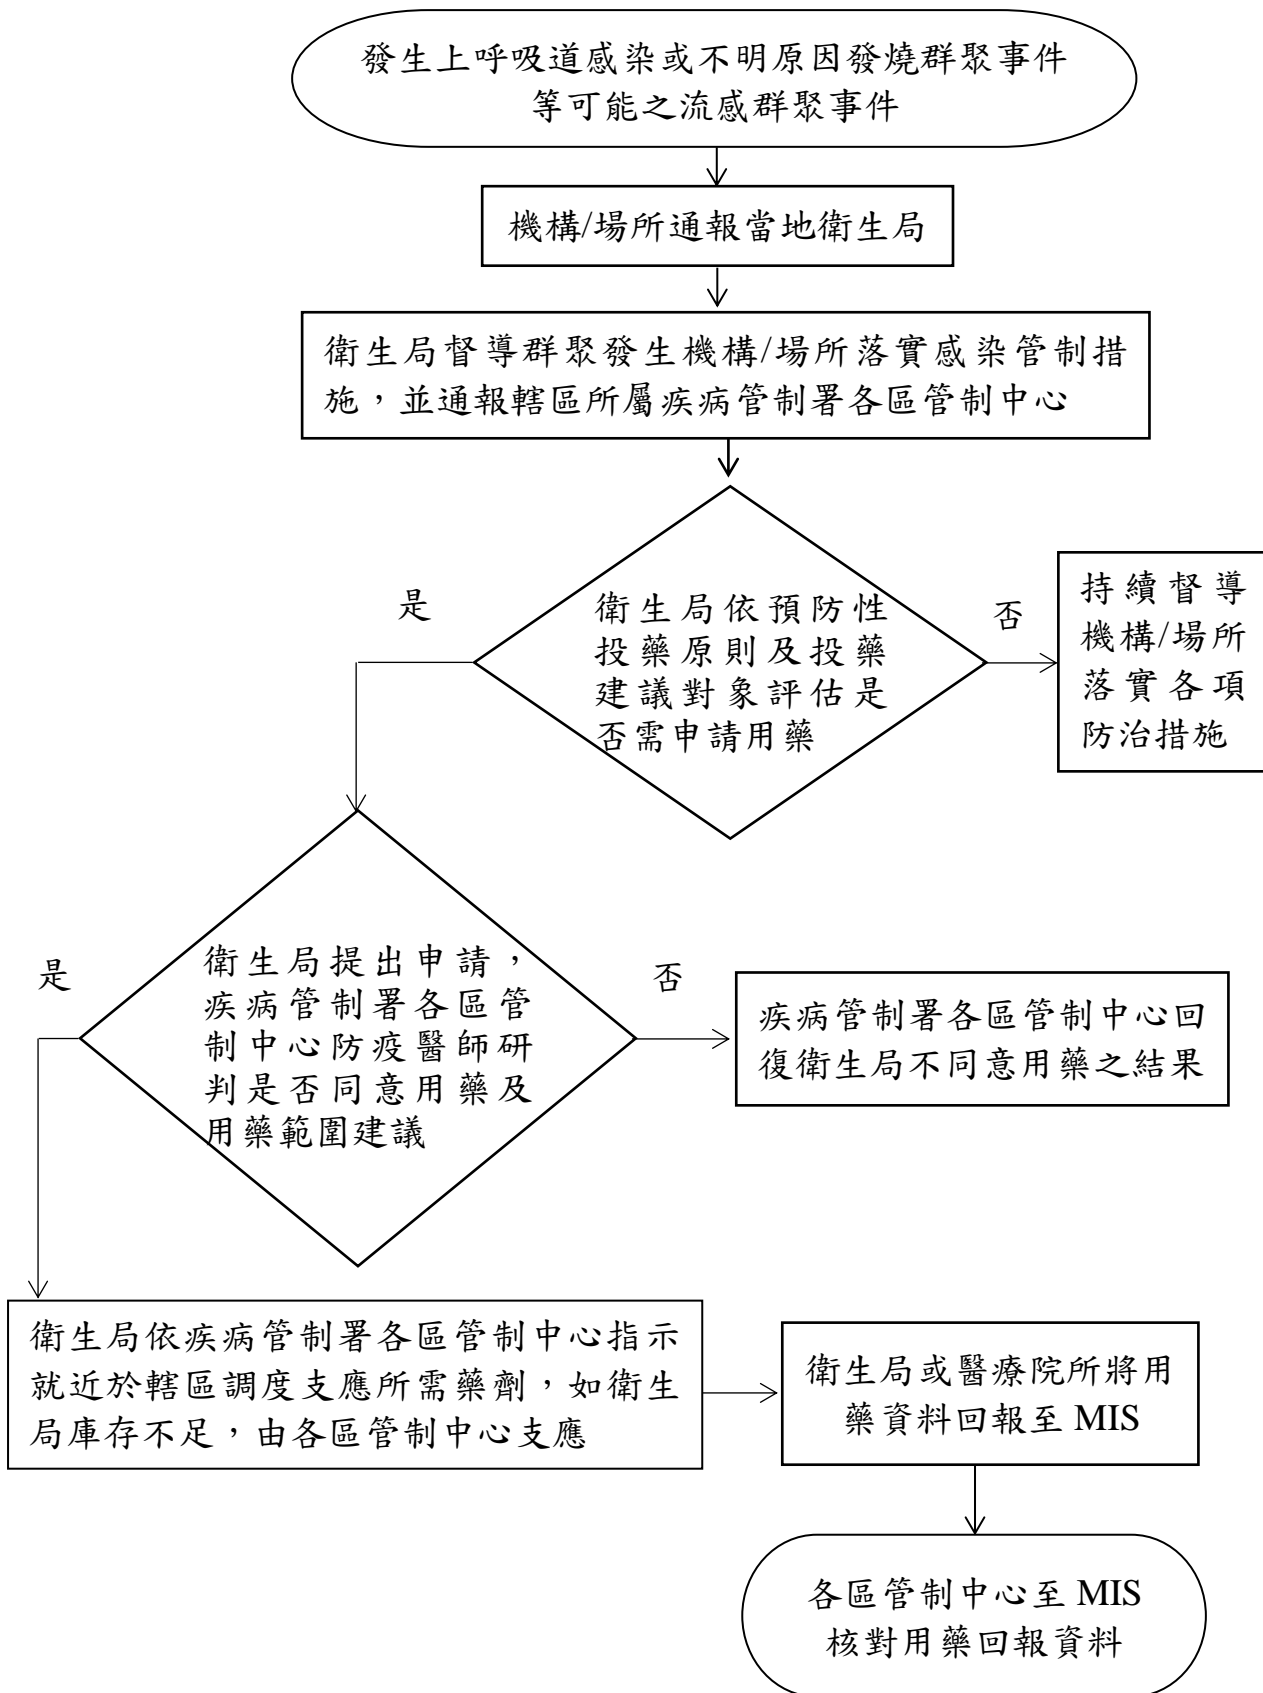 發生上呼吸道感染或不明原因發燒群聚事件
等可能之流感群聚事件
機構/場所通報當地衛生局
衛生局督導群聚發生機構/場所落實感染管制措
施，並通報轄區所屬疾病管制署各區管制中心
是
衛生局依預防性
投藥原則及投藥
建議對象評估是
否需申請用藥
否
持續督導
機構/場所
落實各項
防治措施
是
衛生局提出申請，
疾病管制署各區管
制中心防疫醫師研
判是否同意用藥及
用藥範圍建議
否
疾病管制署各區管制中心回
復衛生局不同意用藥之結果
衛生局依疾病管制署各區管制中心指示
就近於轄區調度支應所需藥劑，如衛生
局庫存不足，由各區管制中心支應
衛生局或醫療院所將用
藥資料回報至 MIS
各區管制中心至 MIS
核對用藥回報資料